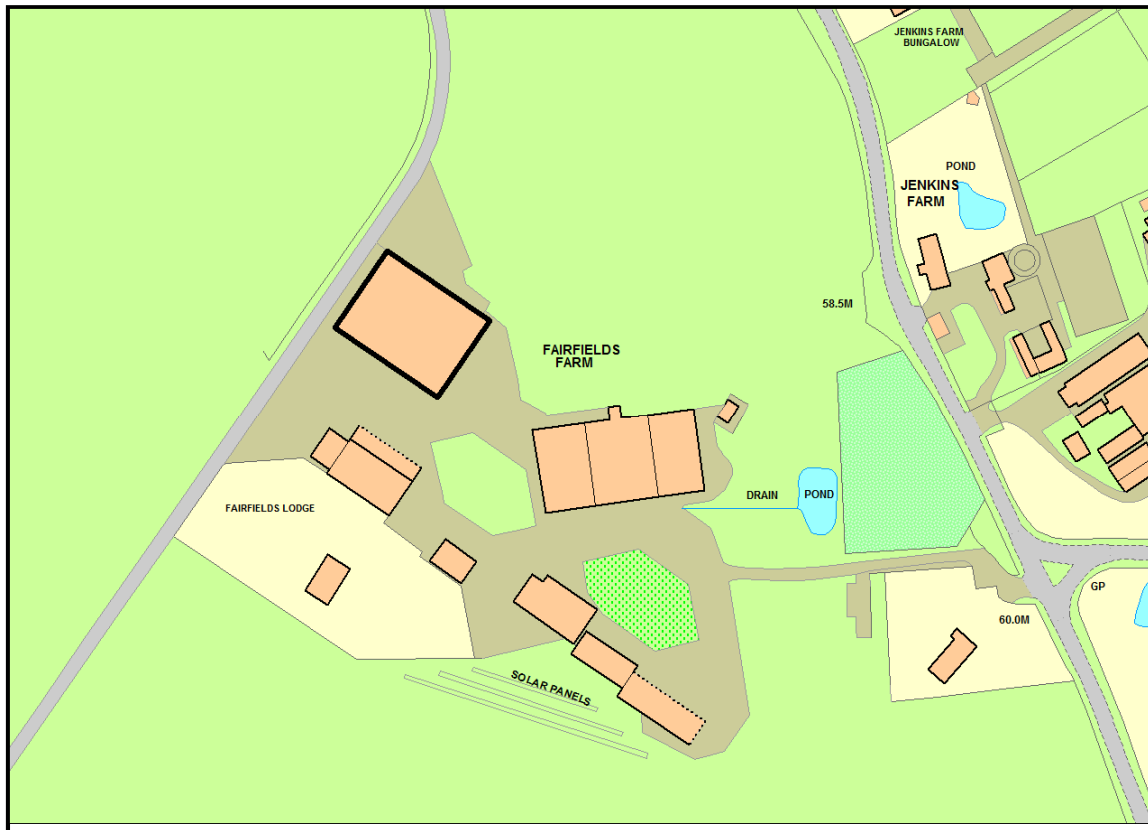 JENKINS FARM
BUNGALOW
POND
JENKINS
FARM
58.5M
FAIRFIELDS
FARM
DRAIN
POND
FAIRFIELDS LODGE
GP
60.0M
SOLAR PANELS